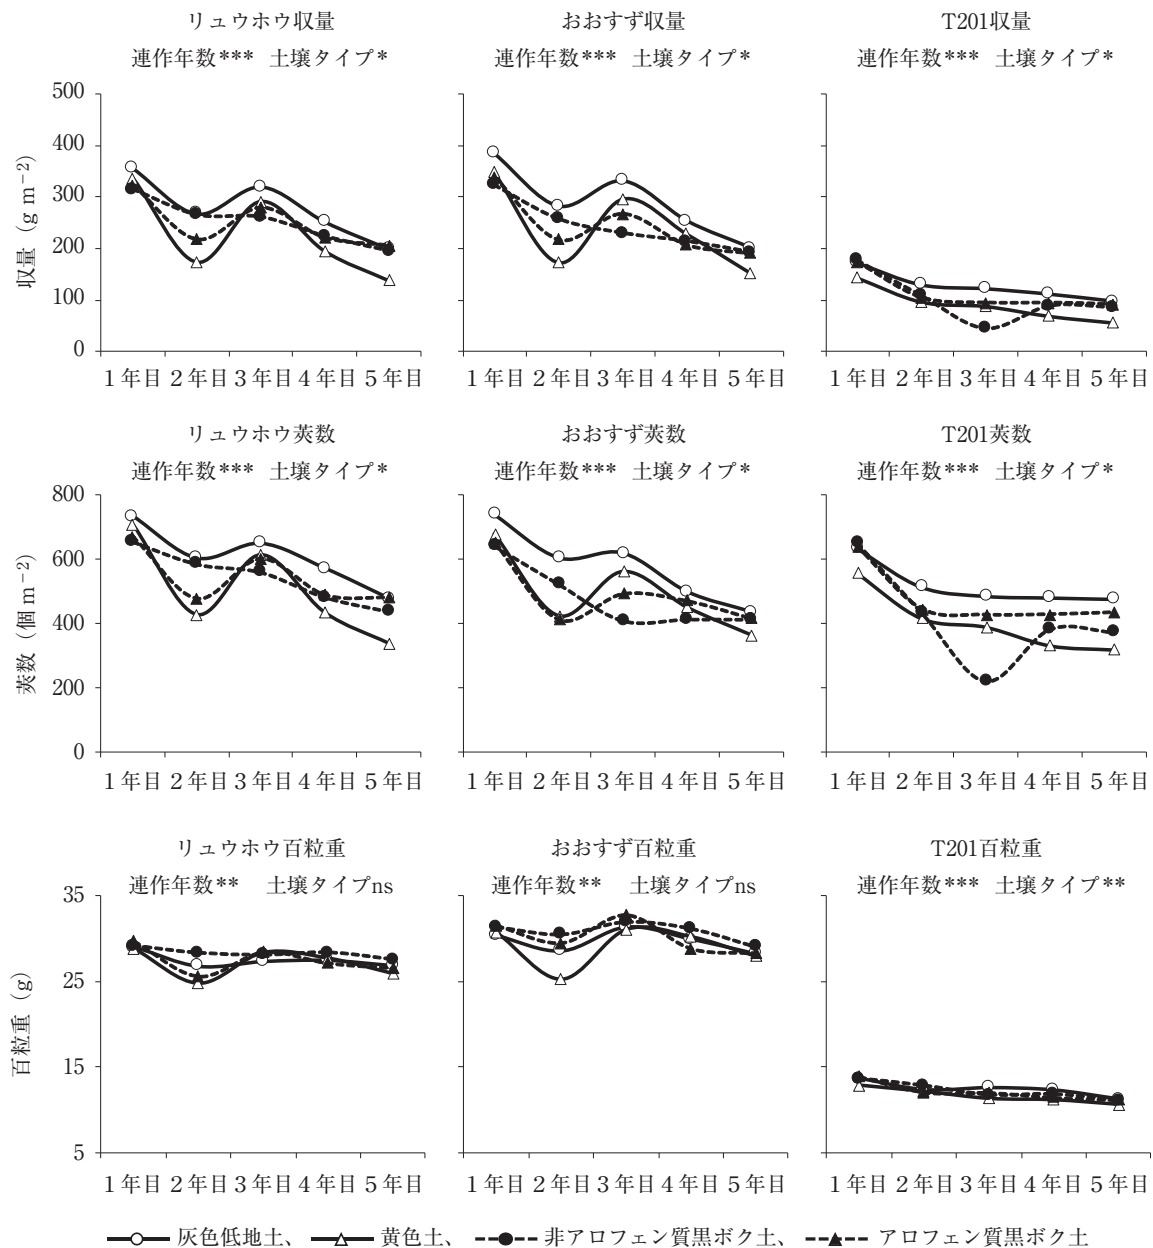 リュウホウ収量 おおすず収量 T201収量
連作年数*** 土壌タイプ* 連作年数*** 土壌タイプ* 連作年数*** 土壌タイプ*
収量（g m−2）
500
400
300
200
100
0
1年目 2年目 3年目 4年目 5年目 1年目 2年目 3年目 4年目 5年目 1年目 2年目 3年目 4年目 5年目
リュウホウ莢数 おおすず莢数 T201莢数
連作年数*** 土壌タイプ* 連作年数*** 土壌タイプ* 連作年数*** 土壌タイプ*
莢数（個 m−2）
800
600
400
200
0
1年目 2年目 3年目 4年目 5年目 1年目 2年目 3年目 4年目 5年目 1年目 2年目 3年目 4年目 5年目
リュウホウ百粒重 おおすず百粒重 T201百粒重
連作年数** 土壌タイプns 連作年数** 土壌タイプns 連作年数*** 土壌タイプ**
百粒重（g）
35
25
15
5
1年目 2年目 3年目 4年目 5年目 1年目 2年目 3年目 4年目 5年目 1年目 2年目 3年目 4年目 5年目
灰色低地土、 黄色土、 非アロフェン質黒ボク土、 アロフェン質黒ボク土